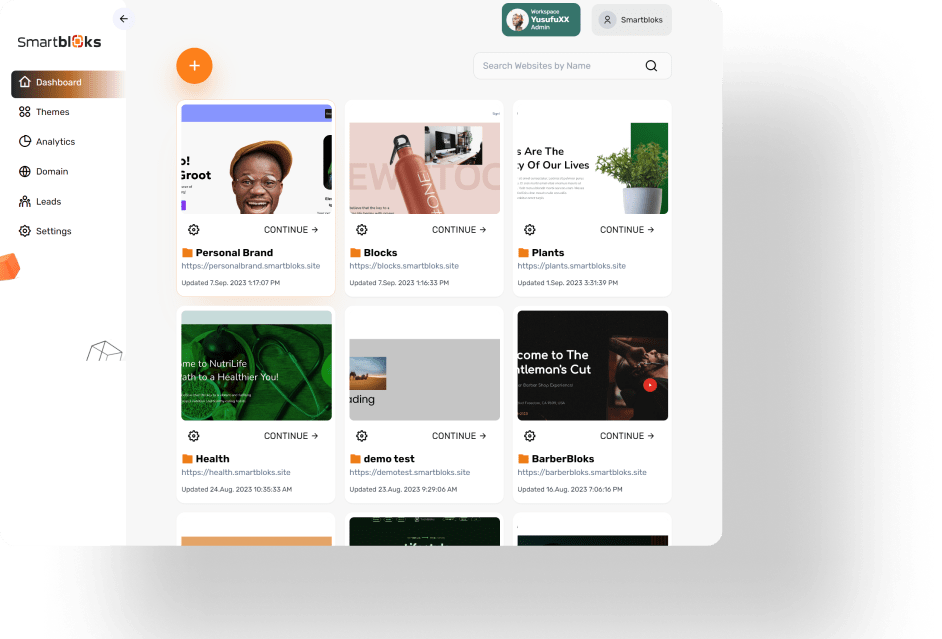 Smartbloks
Workspace
YusufuXX
Admin
Smartbloks
Search Websites by Name
Dashboard
Themes
Analytics
Domain
Leads
Settings
CONTINUE
Personal Brand
https://personalbrand.smartbloks.site
Updated 7.Sep. 2023 1:17:07 PM
CONTINUE
Blocks
https://blocks.smartbloks.site
Updated 7.Sep. 2023 1:16:33 PM
s Are The
y Of Our Lives
CONTINUE
Plants
https://plants.smartbloks.site
Updated 1.Sep. 2023 3:31:39 PM
me to NutriLife
ath to a Healthier You!
CONTINUE
Health
https://health.smartbloks.site
Updated 24.Aug. 2023 10:35:33 AM
ading
CONTINUE
demo test
https://demotest.smartbloks.site
Updated 23.Aug. 2023 9:29:06 AM
come to The
ntleman's Cut
CONTINUE
BarberBloks
https://barberbloks.smartbloks.site
Updated 16.Aug. 2023 7:06:16 PM